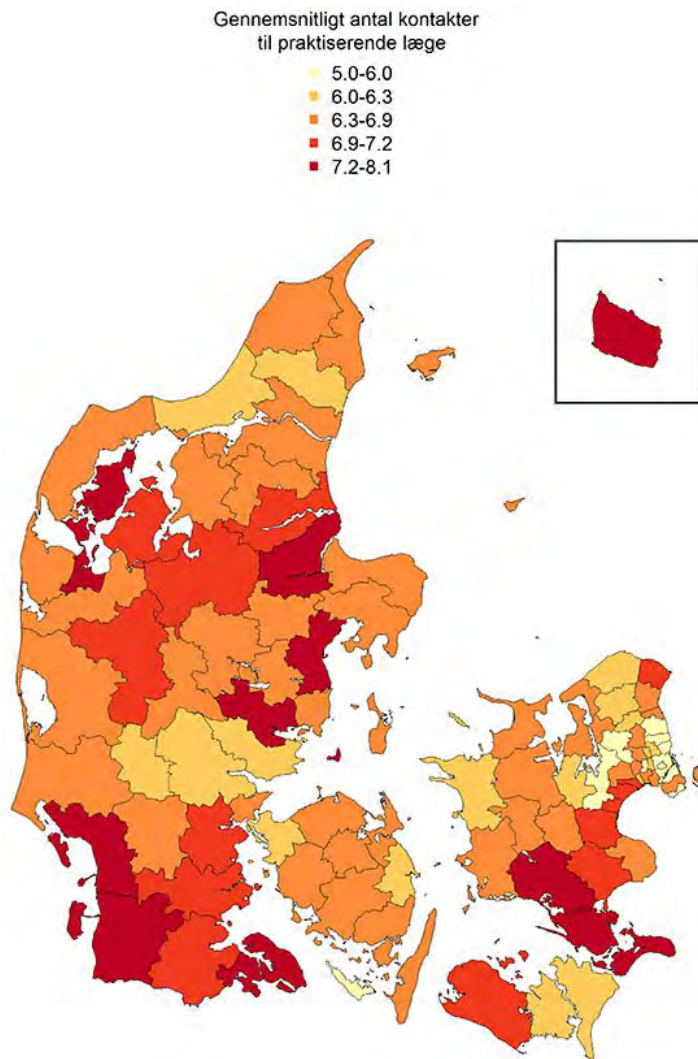 Gennemsnitligt antal kontakter
til praktiserende læge
5.0-6.0
6.0-6.3
6.3-6.9
6.9-7.2
7.2-8.1